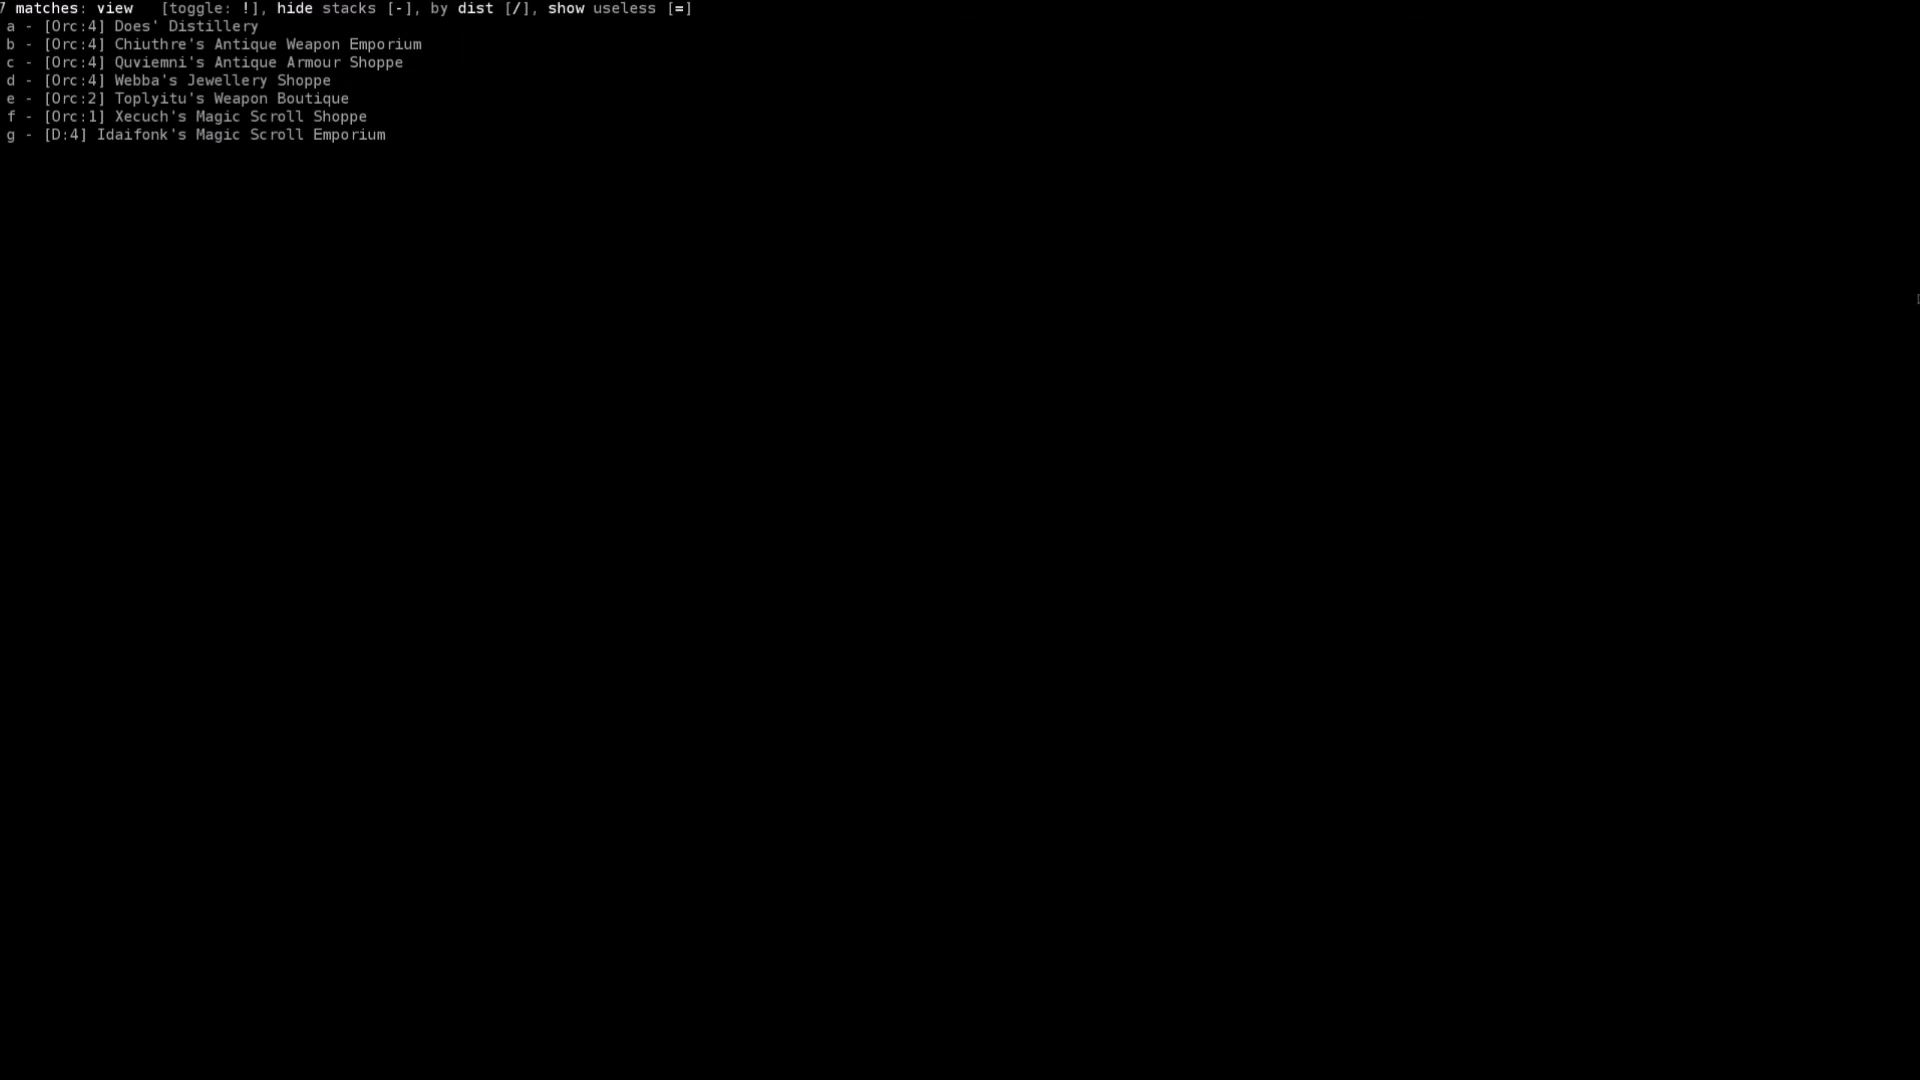 7 matches: view [toggle: !], hide stacks [-], by dist [/], show useless [=]
a - [Orc:4] Does' Distillery
b - [Orc:4] Chiuthre's Antique Weapon Emporium
c - [Orc:4] Quviemni's Antique Armour Shoppe
d - [Orc:4] Webba's Jewellery Shoppe
e - [Orc:2] Toplyitu's Weapon Boutique
f - [Orc:1] Xecuch's Magic Scroll Shoppe
g - [D:4] Idaifonk's Magic Scroll Emporium